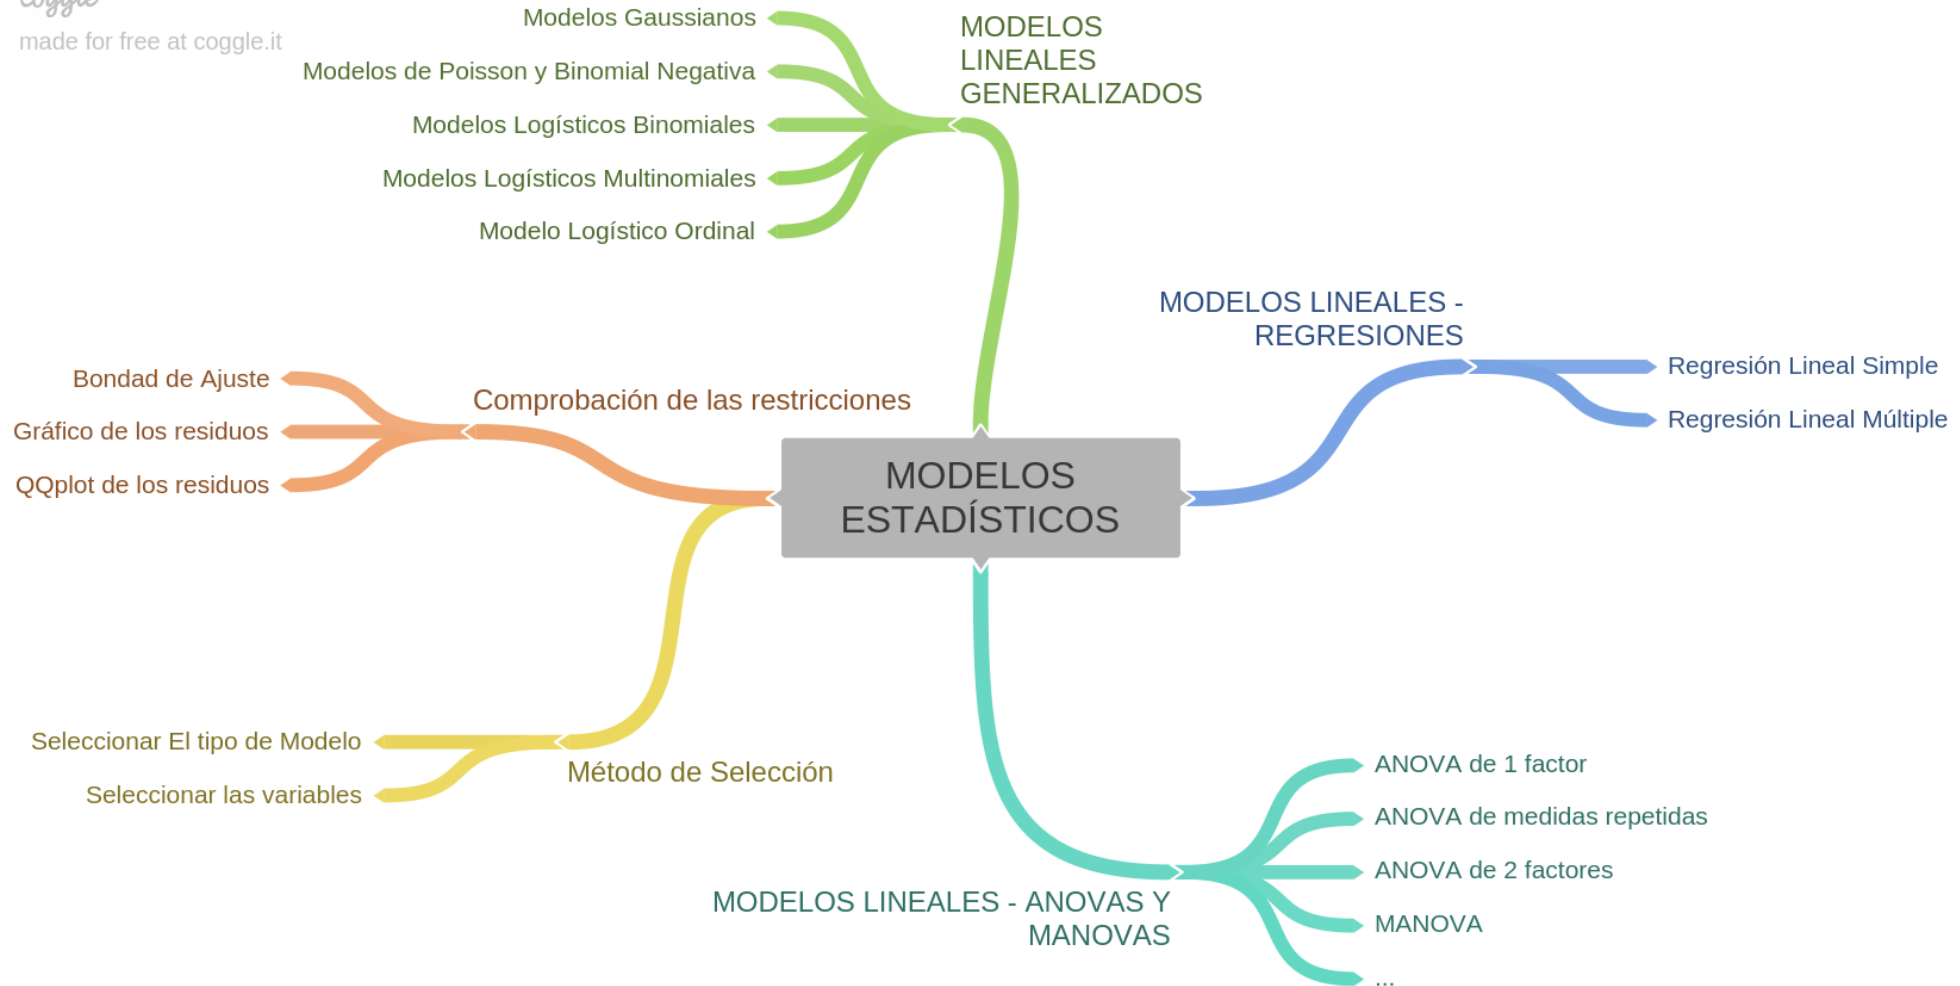 coggle
made for free at coggle.it
Modelos Gaussianos
Modelos de Poisson y Binomial Negativa
Modelos Logísticos Binomiales
Modelos Logísticos Multinomiales
Modelo Logístico Ordinal
MODELOS
LINEALES
GENERALIZADOS
MODELOS LINEALES -
REGRESIONES
Regresión Lineal Simple
Regresión Lineal Múltiple
Comprobación de las restricciones
Bondad de Ajuste
Gráfico de los residuos
QQplot de los residuos
MODELOS
ESTADÍSTICOS
Seleccionar El tipo de Modelo
Seleccionar las variables
Método de Selección
MODELOS LINEALES - ANOVAS Y
MANOVAS
ANOVA de 1 factor
ANOVA de medidas repetidas
ANOVA de 2 factores
MANOVA
...